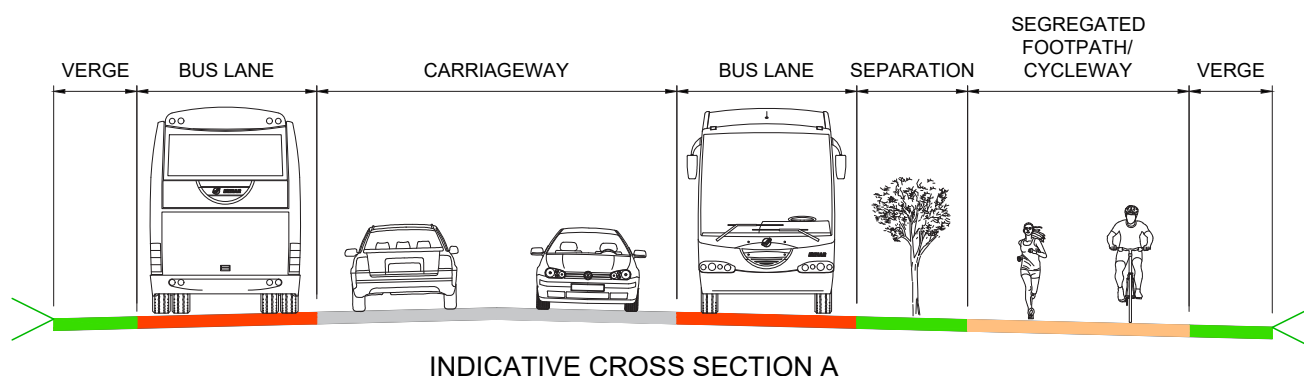 SEGREGATED
FOOTPATH/
VERGE BUS LANE CARRIAGEWAY BUS LANE SEPARATION CYCLEWAY VERGE
INDICATIVE CROSS SECTION A